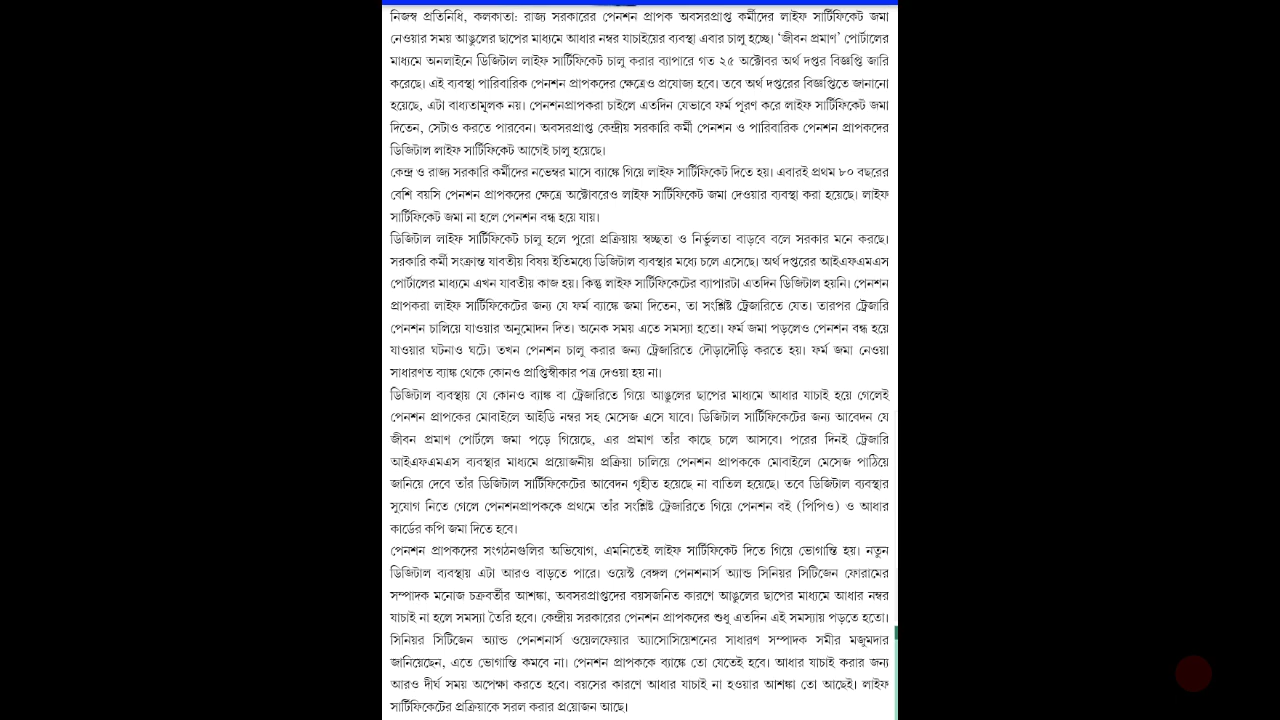 নিজস্ব প্রতিনিধি, কলকাতা: রাজ্য সরকারের পেনশন প্রাপক অবসরপ্রাপ্ত কর্মীদের লাইফ সার্টিফিকেট জমা
নেওয়ার সময় আঙুলের ছাপের মাধ্যমে আধার নম্বর যাচাইয়ের ব্যবস্থা এবার চালু হচ্ছে। ‘জীবন প্রমাণ’ পোর্টালের
মাধ্যমে অনলাইনে ডিজিটাল লাইফ সার্টিফিকেট চালু করার ব্যাপারে গত ২৫ অক্টোবর অর্থ দপ্তর বিজ্ঞপ্তি জারি
করেছে। এই ব্যবস্থা পারিবারিক পেনশন প্রাপকদের ক্ষেত্রেও প্রযোজ্য হবে। তবে অর্থ দপ্তরের বিজ্ঞপ্তিতে জানানো
হয়েছে, এটা বাধ্যতামূলক নয়। পেনশনপ্রাপকরা চাইলে এতদিন যেভাবে ফর্ম পূরণ করে লাইফ সার্টিফিকেট জমা
দিতেন, সেটাও করতে পারবেন। অবসরপ্রাপ্ত কেন্দ্রীয় সরকারি কর্মী পেনশন ও পারিবারিক পেনশন প্রাপকদের
ডিজিটাল লাইফ সার্টিফিকেট আগেই চালু হয়েছে।
কেন্দ্র ও রাজ্য সরকারি কর্মীদের নভেম্বর মাসে ব্যাঙ্কে গিয়ে লাইফ সার্টিফিকেট দিতে হয়। এবারই প্রথম ৮০ বছরের
বেশি বয়সি পেনশন প্রাপকদের ক্ষেত্রে অক্টোবরেও লাইফ সার্টিফিকেট জমা দেওয়ার ব্যবস্থা করা হয়েছে। লাইফ
সার্টিফিকেট জমা না হলে পেনশন বন্ধ হয়ে যায়।
ডিজিটাল লাইফ সার্টিফিকেট চালু হলে পুরো প্রক্রিয়ায় স্বচ্ছতা ও নির্ভুলতা বাড়বে বলে সরকার মনে করছে।
সরকারি কর্মী সংক্রান্ত যাবতীয় বিষয় ইতিমধ্যে ডিজিটাল ব্যবস্থার মধ্যে চলে এসেছে। অর্থ দপ্তরের আইএফএমএস
পোর্টালের মাধ্যমে এখন যাবতীয় কাজ হয়। কিন্তু লাইফ সার্টিফিকেটের ব্যাপারটা এতদিন ডিজিটাল হয়নি। পেনশন
প্রাপকরা লাইফ সার্টিফিকেটের জন্য যে ফর্ম ব্যাঙ্কে জমা দিতেন, তা সংশ্লিষ্ট ট্রেজারিতে যেত। তারপর ট্রেজারি
পেনশন চালিয়ে যাওয়ার অনুমোদন দিত। অনেক সময় এতে সমস্যা হতো। ফর্ম জমা পড়লেও পেনশন বন্ধ হয়ে
যাওয়ার ঘটনাও ঘটে। তখন পেনশন চালু করার জন্য ট্রেজারিতে দৌড়াদৌড়ি করতে হয়। ফর্ম জমা নেওয়া
সাধারণত ব্যাঙ্ক থেকে কোনও প্রাপ্তিস্বীকার পত্র দেওয়া হয় না।
ডিজিটাল ব্যবস্থায় যে কোনও ব্যাঙ্ক বা ট্রেজারিতে গিয়ে আঙুলের ছাপের মাধ্যমে আধার যাচাই হয়ে গেলেই
পেনশন প্রাপকের মোবাইলে আইডি নম্বর সহ মেসেজ এসে যাবে। ডিজিটাল সার্টিফিকেটের জন্য আবেদন যে
জীবন প্রমাণ পোর্টলে জমা পড়ে গিয়েছে, এর প্রমাণ তাঁর কাছে চলে আসবে। পরের দিনই ট্রেজারি
আইএফএমএস ব্যবস্থার মাধ্যমে প্রয়োজনীয় প্রক্রিয়া চালিয়ে পেনশন প্রাপককে মোবাইলে মেসেজ পাঠিয়ে
জানিয়ে দেবে তাঁর ডিজিটাল সার্টিফিকেটের আবেদন গৃহীত হয়েছে না বাতিল হয়েছে। তবে ডিজিটাল ব্যবস্থার
সুযোগ নিতে গেলে পেনশনপ্রাপককে প্রথমে তাঁর সংশ্লিষ্ট ট্রেজারিতে গিয়ে পেনশন বই (পিপিও) ও আধার
কার্ডের কপি জমা দিতে হবে।
পেনশন প্রাপকদের সংগঠনগুলির অভিযোগ, এমনিতেই লাইফ সার্টিফিকেট দিতে গিয়ে ভোগান্তি হয়। নতুন
ডিজিটাল ব্যবস্থায় এটা আরও বাড়তে পারে। ওয়েস্ট বেঙ্গল পেনশনার্স অ্যান্ড সিনিয়র সিটিজেন ফোরামের
সম্পাদক মনোজ চক্রবর্তীর আশঙ্কা, অবসরপ্রাপ্তদের বয়সজনিত কারণে আঙুলের ছাপের মাধ্যমে আধার নম্বর
যাচাই না হলে সমস্যা তৈরি হবে। কেন্দ্রীয় সরকারের পেনশন প্রাপকদের শুধু এতদিন এই সমস্যায় পড়তে হতো।
সিনিয়র সিটিজেন অ্যান্ড পেনশনার্স ওয়েলফেয়ার অ্যাসোসিয়েশনের সাধারণ সম্পাদক সমীর মজুমদার
জানিয়েছেন, এতে ভোগান্তি কমবে না। পেনশন প্রাপককে ব্যাঙ্কে তো যেতেই হবে। আধার যাচাই করার জন্য
আরও দীর্ঘ সময় অপেক্ষা করতে হবে। বয়সের কারণে আধার যাচাই না হওয়ার আশঙ্কা তো আছেই। লাইফ
সার্টিফিকেটের প্রক্রিয়াকে সরল করার প্রয়োজন আছে।